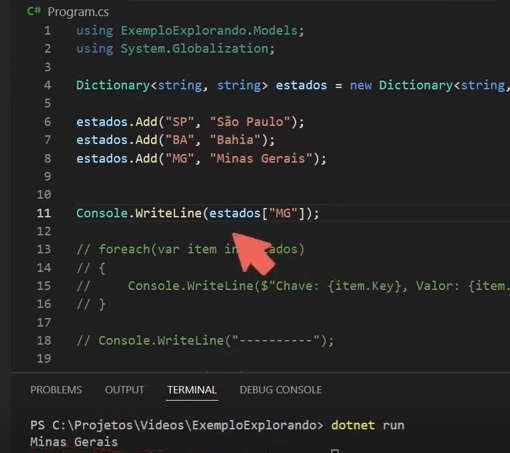 C# Program.cs
1 using ExemploExplorando.Models;
2 using System.Globalization;
3
4 Dictionary<string, string> estados = new Dictionary<string,
5
6 estados.Add("SP", "São Paulo");
7 estados.Add("BA", "Bahia");
8 estados.Add("MG", "Minas Gerais");
9
10
11 Console.WriteLine(estados["MG"]);
12
13 // foreach(var item in ados)
14 // {
15 //     Console.WriteLine($"Chave: {item.Key}, Valor: {item.
16 // }
17
18 // Console.WriteLine("----------");
19
PROBLEMS OUTPUT TERMINAL DEBUG CONSOLE
PS C:\Projetos\Videos\ExemploExplorando> dotnet run
Minas Gerais